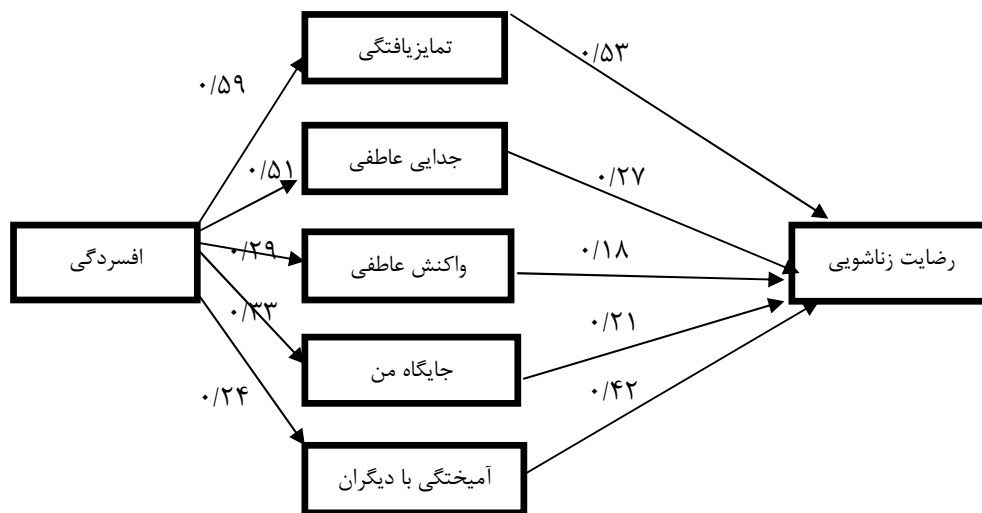 تمایزیافتگی
۰/۵۳
۰/۵۹
جدایی عاطفی
۰/۵۱
۰/۲۷
افسردگی
۰/۲۹
واکنش عاطفی
۰/۱۸
رضایت زناشویی
۰/۳۳
جایگاه من
۰/۲۱
۰/۲۴
۰/۴۲
آمیختگی با دیگران